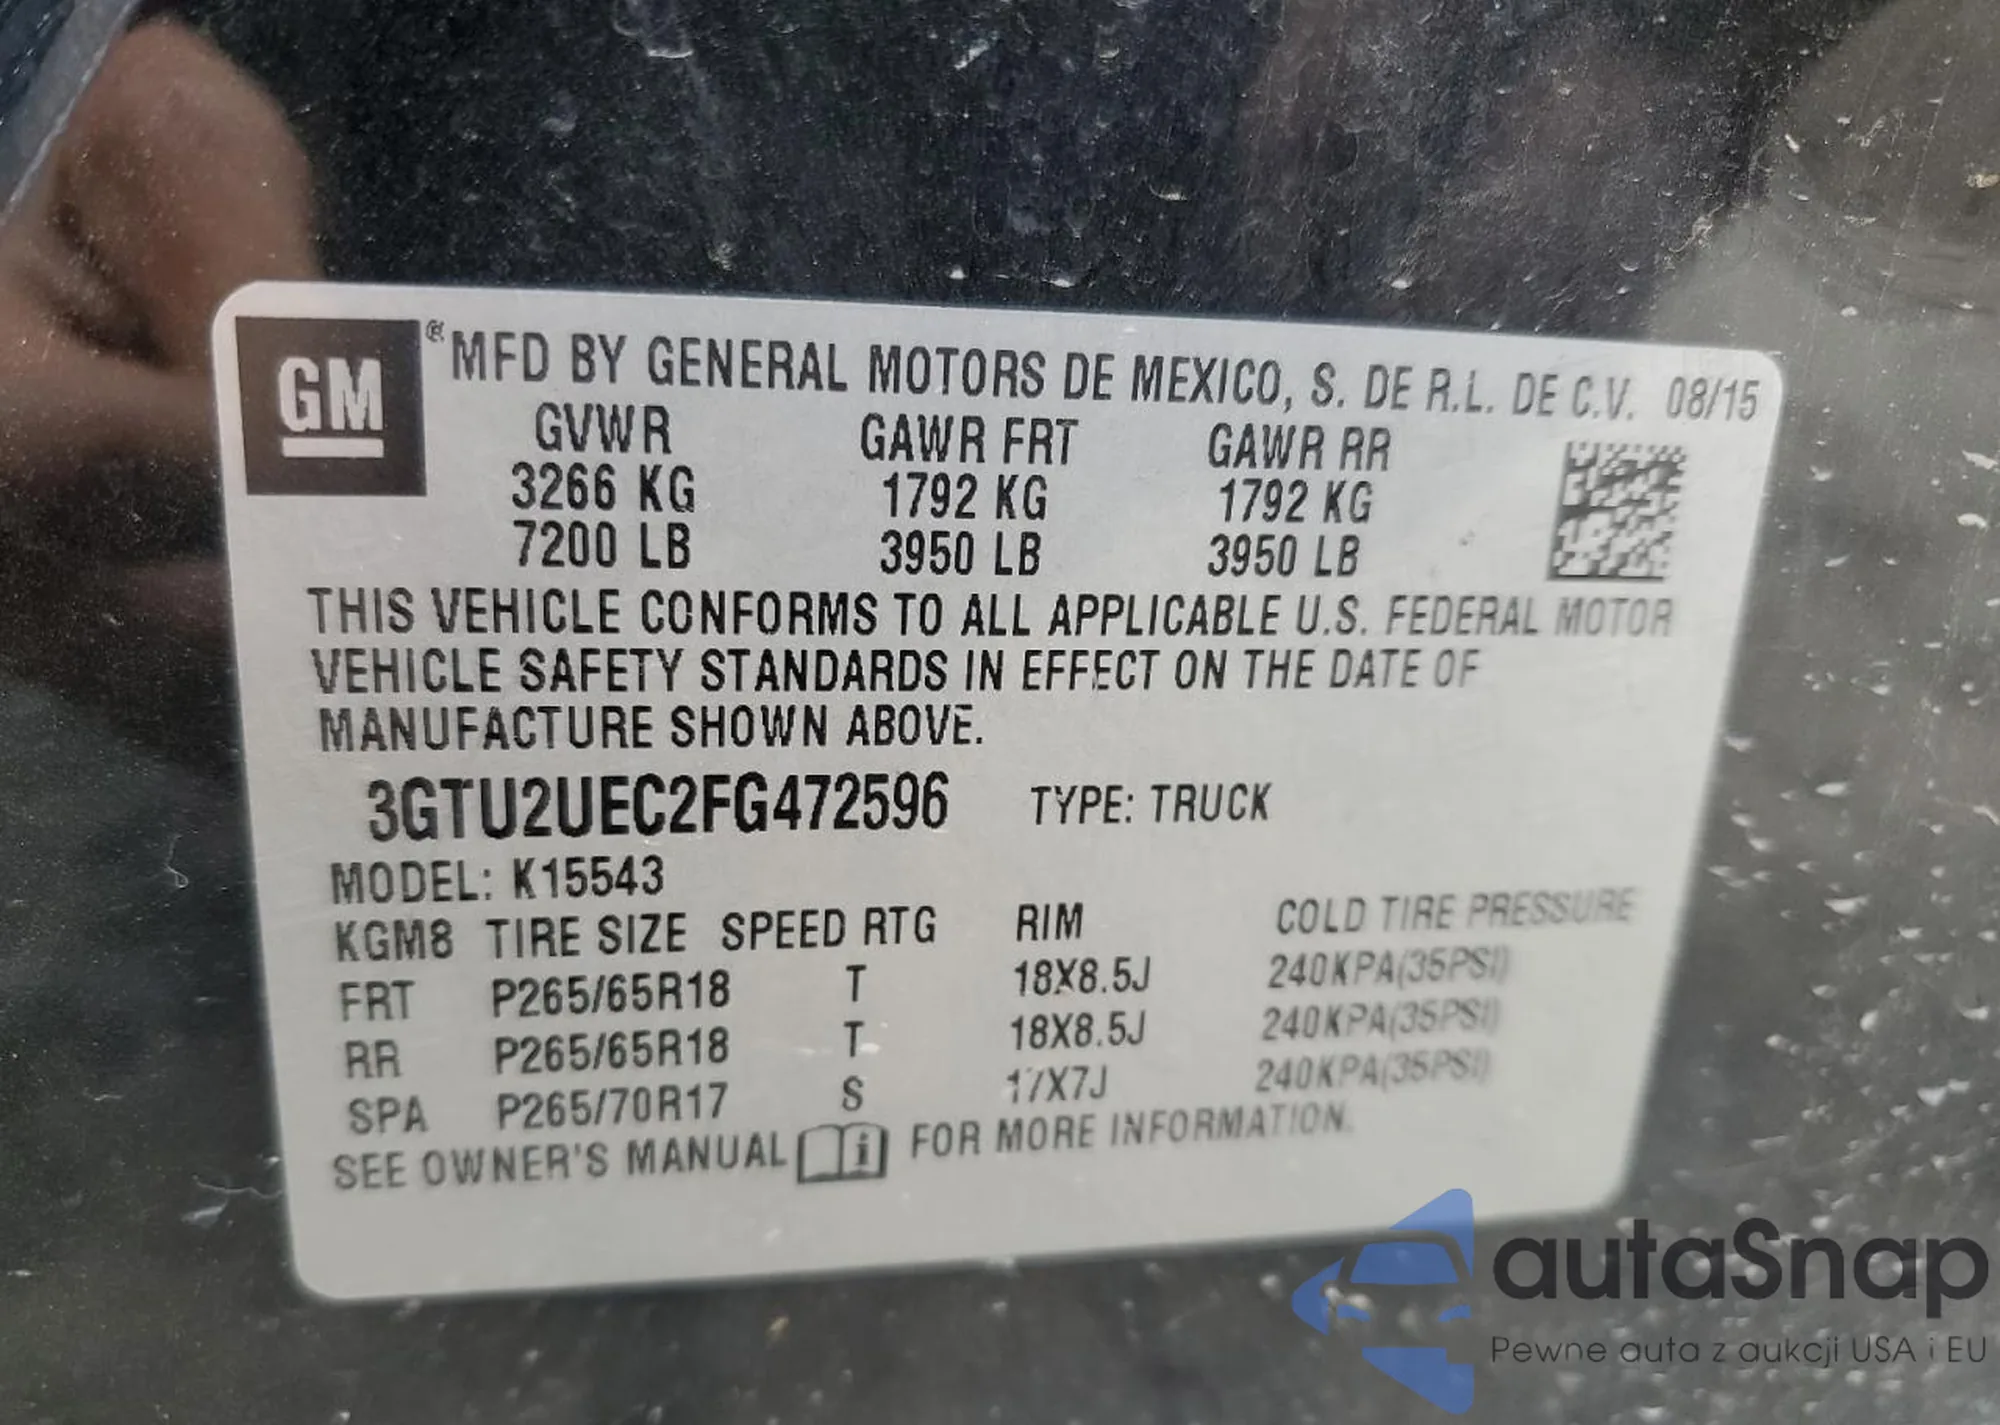 GM
® MFD BY GENERAL MOTORS DE MEXICO, S. DE R.L. DE C.V. 08/15
GVWR GAWR FRT GAWR RR
3266 KG 1792 KG 1792 KG
7200 LB 3950 LB 3950 LB
THIS VEHICLE CONFORMS TO ALL APPLICABLE U.S. FEDERAL MOTOR
VEHICLE SAFETY STANDARDS IN EFFECT ON THE DATE OF
MANUFACTURE SHOWN ABOVE.
3GTU2UEC2FG472596 TYPE: TRUCK
MODEL: K15543
KGM8 TIRE SIZE SPEED RTG RIM COLD TIRE PRESSURE
FRT P265/65R18 T 18X8.5J 240KPA(35PSI)
RR P265/65R18 T 18X8.5J 240KPA(35PSI)
SPA P265/70R17 S 17X7J 240KPA(35PSI)
SEE OWNER'S MANUAL i FOR MORE INFORMATION.
autaSnap
Pewne auta z aukcji USA i EU